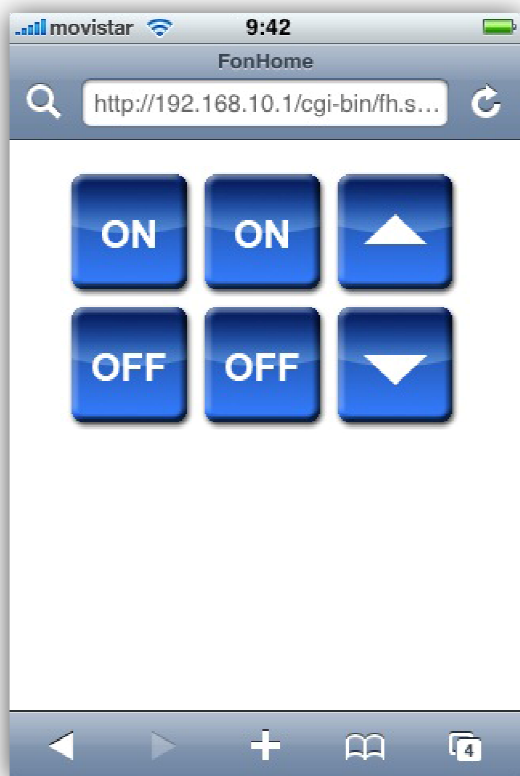 movistar 9:42
FonHome
http://192.168.10.1/cgi-bin/fh.s...
ON ON
OFF OFF
4